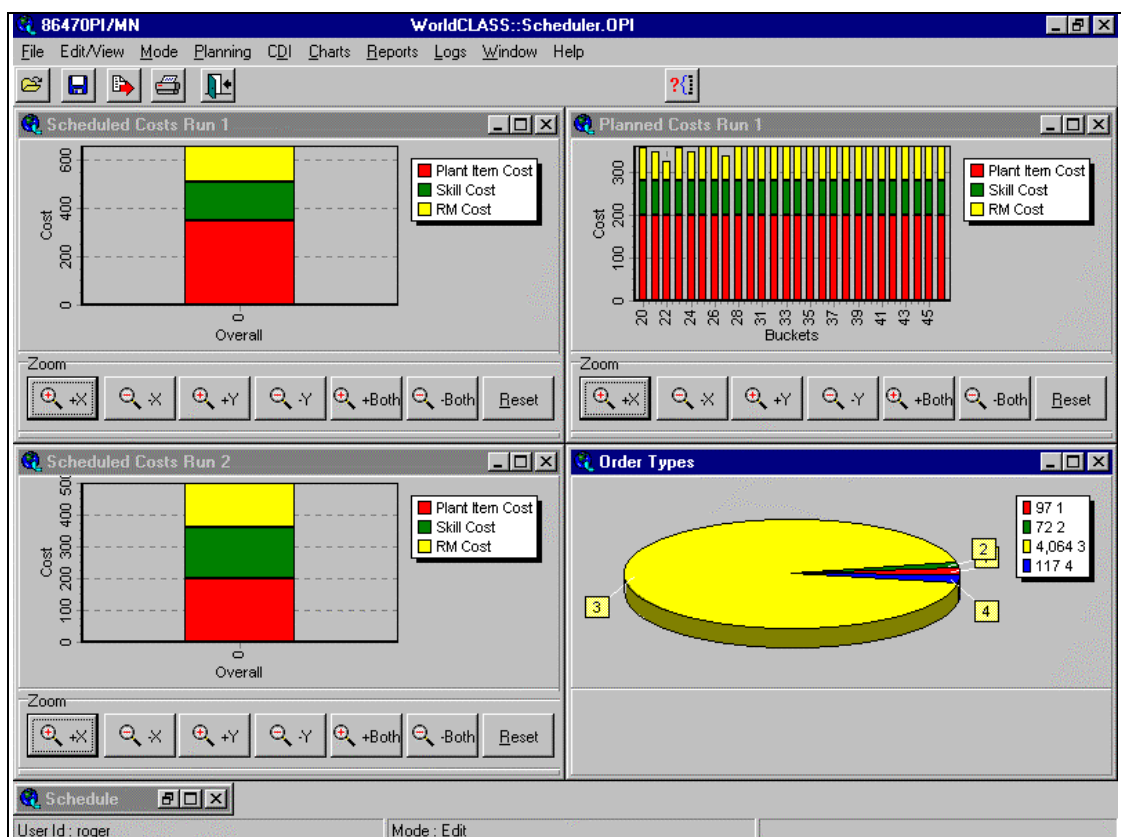 86470PI/MN WorldCLASS::Scheduler.OPI
File Edit/View Mode Planning CDI Charts Reports Logs Window Help
?{
Scheduled Costs Run 1
600
400
200
0
Cost
0
Overall
Plant Item Cost
Skill Cost
RM Cost
Zoom
+X -X +Y -Y +Both -Both Reset
Planned Costs Run 1
300
200
100
0
Cost
20 22 24 26 28 31 33 35 37 39 41 43 45
Buckets
Plant Item Cost
Skill Cost
RM Cost
Zoom
+X -X +Y -Y +Both -Both Reset
Scheduled Costs Run 2
500
400
300
200
100
0
Cost
0
Overall
Plant Item Cost
Skill Cost
RM Cost
Zoom
+X -X +Y -Y +Both -Both Reset
Order Types
97 1
72 2
4,064 3
117 4
2
3
4
Schedule
User Id : roger Mode : Edit